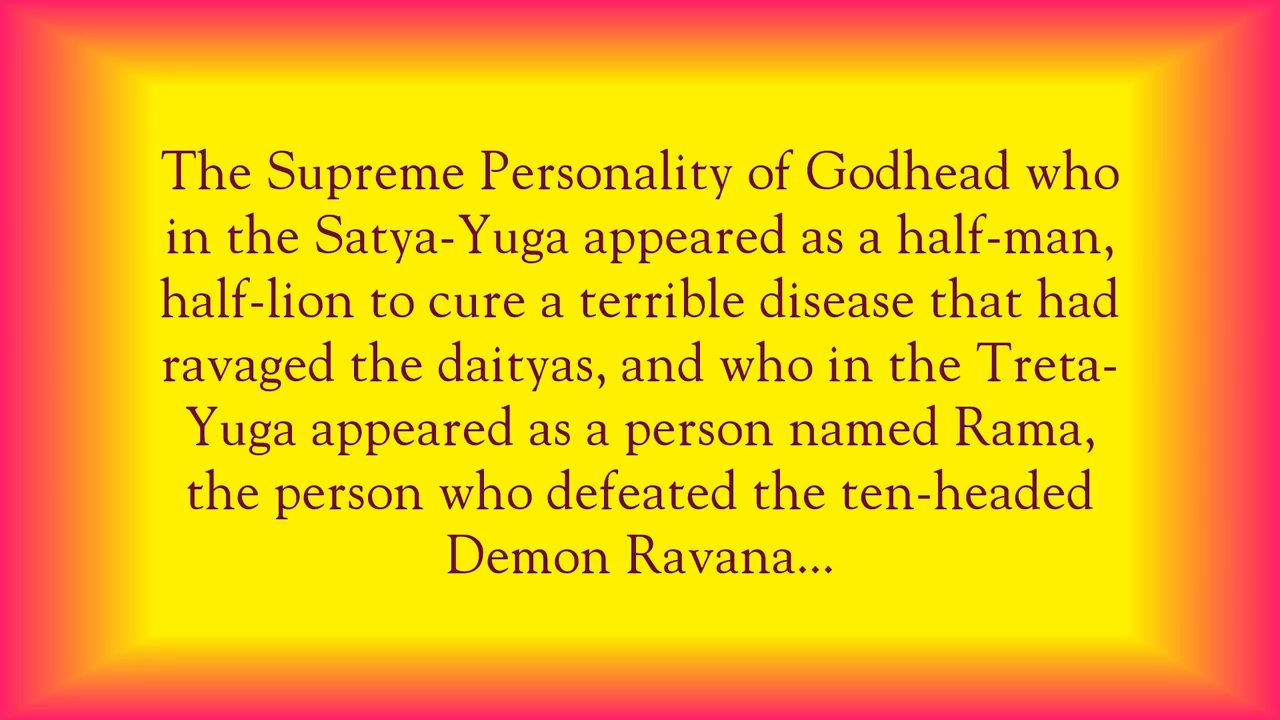 The Supreme Personality of Godhead who
in the Satya-Yuga appeared as a half-man,
half-lion to cure a terrible disease that had
ravaged the daityas, and who in the Treta-
Yuga appeared as a person named Rama,
the person who defeated the ten-headed
Demon Ravana...